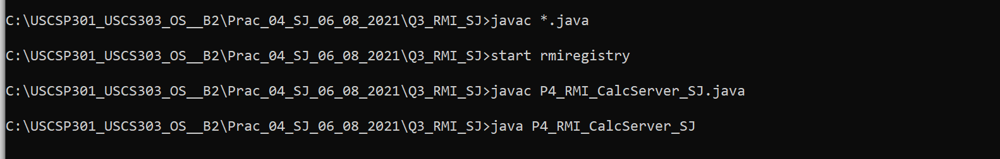 C:\USCSP301_USCS303_OS__B2\Prac_04_SJ_06_08_2021\Q3_RMI_SJ>javac *.java
C:\USCSP301_USCS303_OS__B2\Prac_04_SJ_06_08_2021\Q3_RMI_SJ>start rmiregistry
C:\USCSP301_USCS303_OS__B2\Prac_04_SJ_06_08_2021\Q3_RMI_SJ>javac P4_RMI_CalcServer_SJ.java
C:\USCSP301_USCS303_OS__B2\Prac_04_SJ_06_08_2021\Q3_RMI_SJ>java P4_RMI_CalcServer_SJ